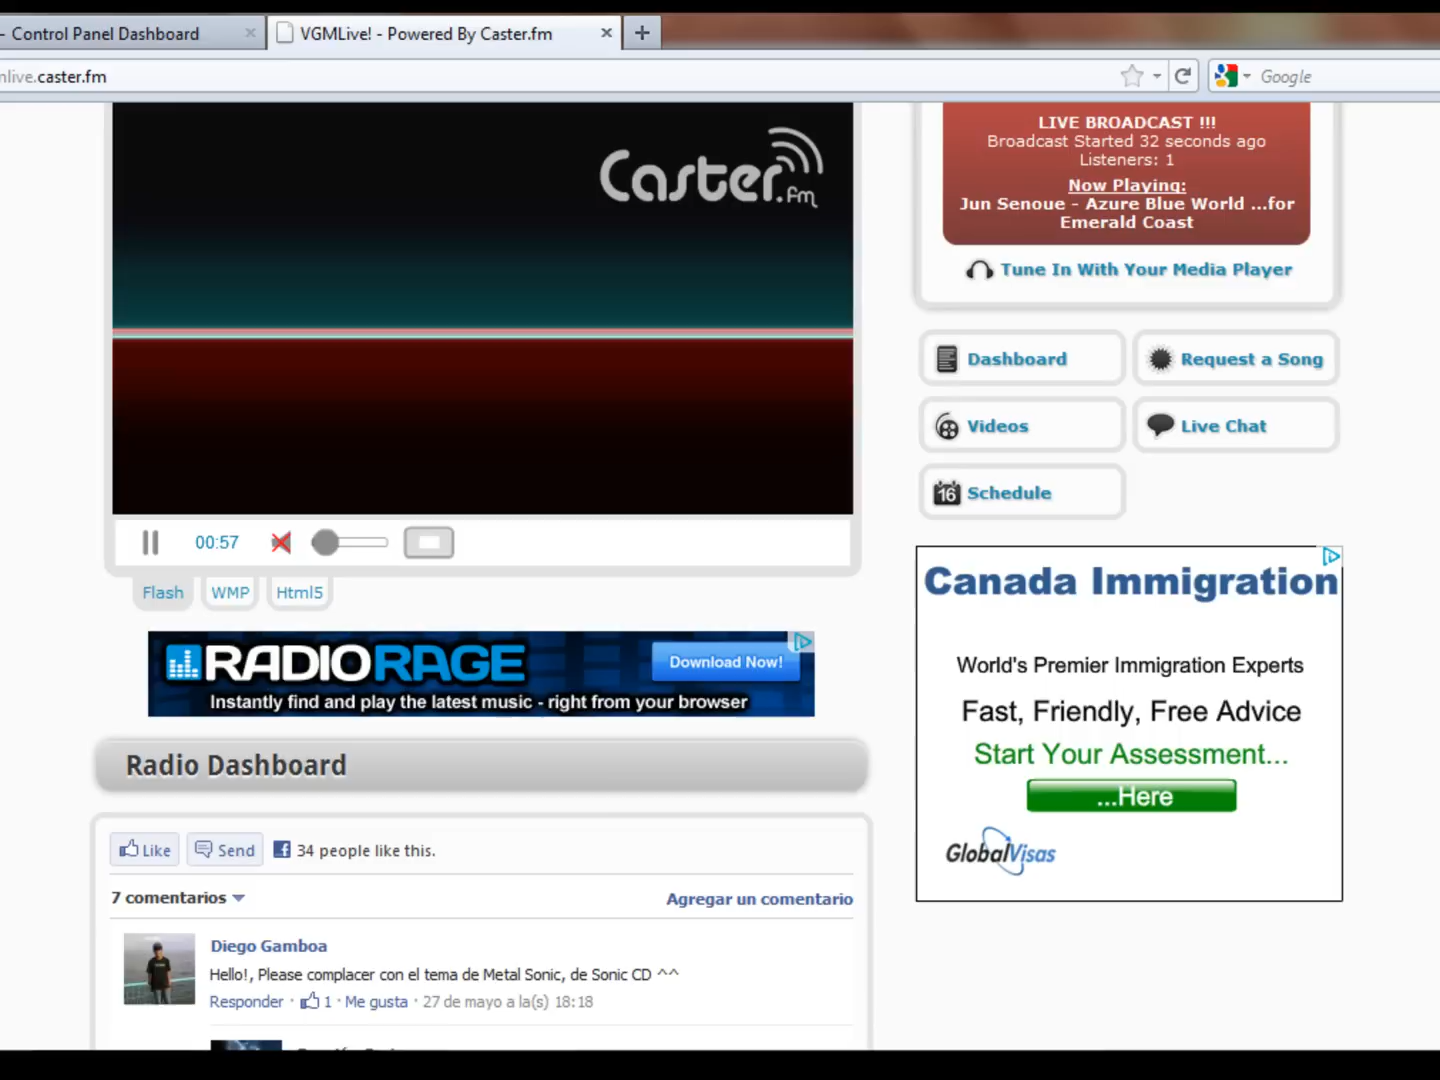 - Control Panel Dashboard
VGMLive! - Powered By Caster.fm
nlive.caster.fm
Google
Caster.fm
LIVE BROADCAST !!!
Broadcast Started 32 seconds ago
Listeners: 1
Now Playing:
Jun Senoue - Azure Blue World ...for
Emerald Coast
Tune In With Your Media Player
Dashboard
Request a Song
Videos
Live Chat
16 Schedule
00:57
Flash
WMP
Html5
RADIORAGE
Download Now!
Instantly find and play the latest music - right from your browser
Canada Immigration
World's Premier Immigration Experts
Fast, Friendly, Free Advice
Start Your Assessment...
...Here
GlobalVisas
Radio Dashboard
Like
Send
34 people like this.
7 comentarios
Agregar un comentario
Diego Gamboa
Hello!, Please complacer con el tema de Metal Sonic, de Sonic CD ^^
Responder · 1 · Me gusta · 27 de mayo a la(s) 18:18